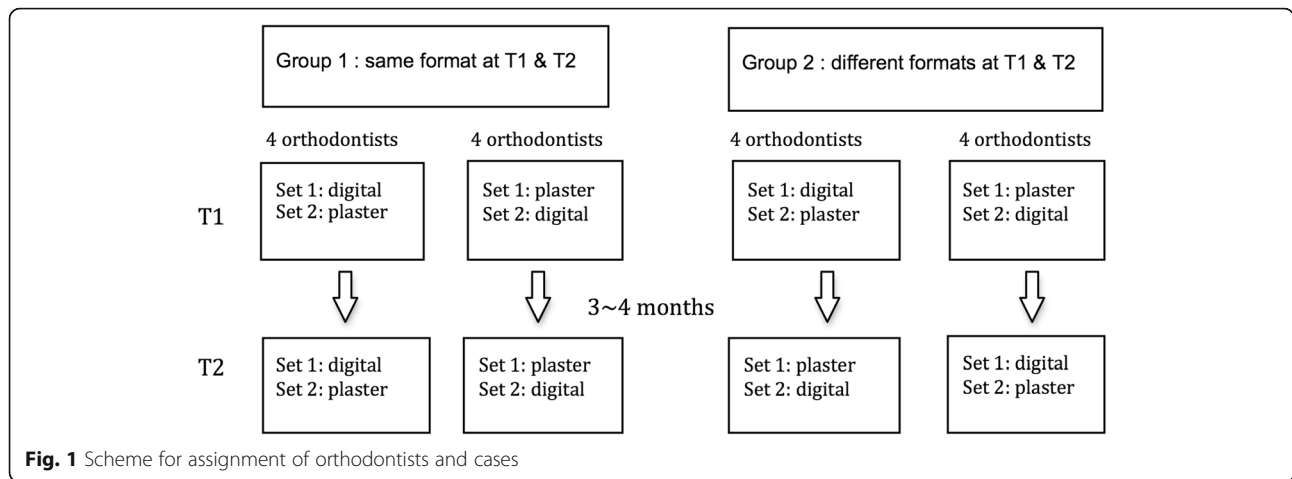 Group 1 : same format at T1 & T2
Group 2 : different formats at T1 & T2
4 orthodontists
4 orthodontists
4 orthodontists
4 orthodontists
T1
Set 1: digital
Set 2: plaster
Set 1: plaster
Set 2: digital
Set 1: digital
Set 2: plaster
Set 1: plaster
Set 2: digital
3~4 months
T2
Set 1: digital
Set 2: plaster
Set 1: plaster
Set 2: digital
Set 1: plaster
Set 2: digital
Set 1: digital
Set 2: plaster
Fig. 1 Scheme for assignment of orthodontists and cases